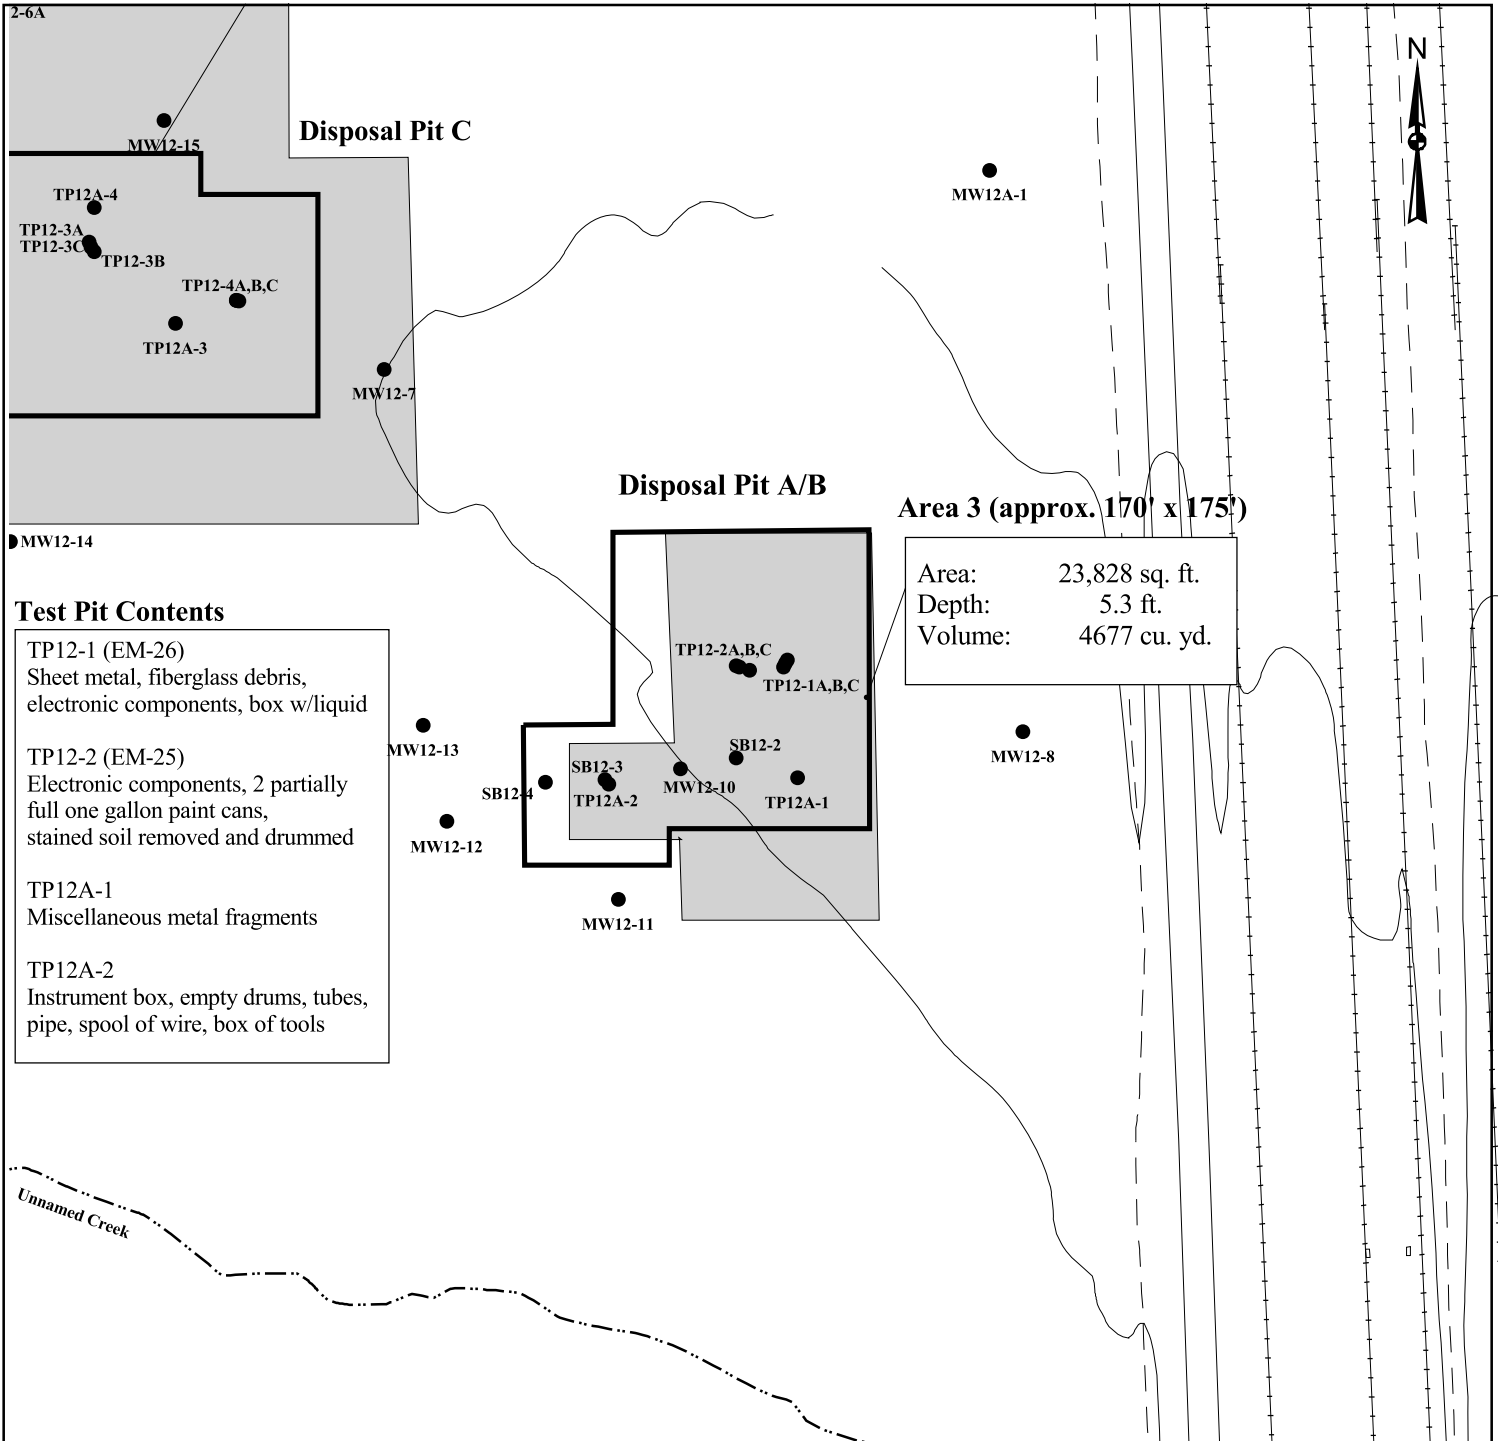 2-6A
N
Disposal Pit C
MW12-15
MW12A-1
TP12A-4
TP12-3A
TP12-3C
TP12-3B
TP12-4A,B,C
TP12A-3
MW12-7
Disposal Pit A/B
Area 3 (approx. 170' x 175')
MW12-14
Area: 23,828 sq. ft.
Depth: 5.3 ft.
Volume: 4677 cu. yd.
Test Pit Contents
TP12-1 (EM-26)
Sheet metal, fiberglass debris,
electronic components, box w/liquid
TP12-2 (EM-25)
Electronic components, 2 partially
full one gallon paint cans,
stained soil removed and drummed
TP12A-1
Miscellaneous metal fragments
TP12A-2
Instrument box, empty drums, tubes,
pipe, spool of wire, box of tools
TP12-2A,B,C
TP12-1A,B,C
MW12-13
SB12-2
MW12-8
SB12-3
SB12-4
TP12A-2
MW12-10
TP12A-1
MW12-12
MW12-11
Unnamed Creek